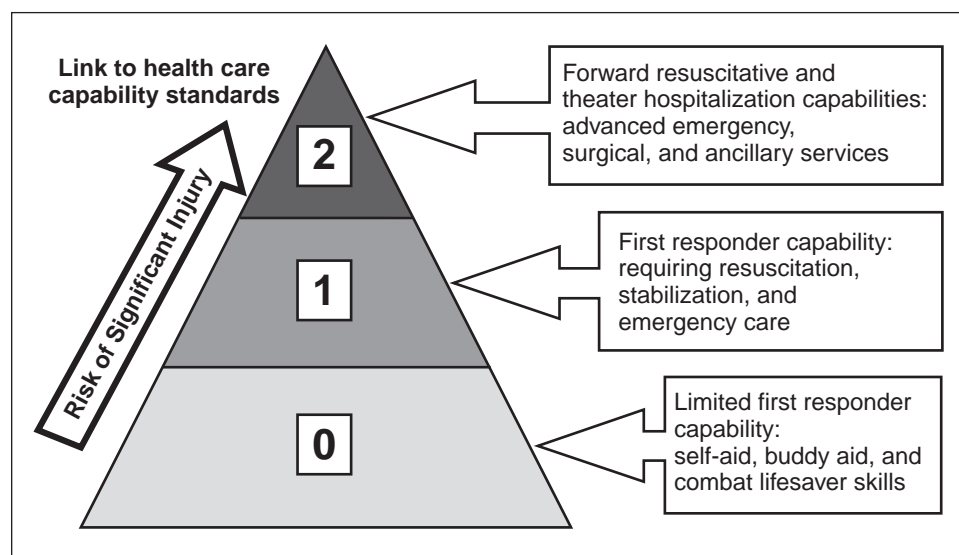 Link to health care
capability standards
Risk of Significant Injury
2
Forward resuscitative and
theater hospitalization capabilities:
advanced emergency,
surgical, and ancillary services
1
First responder capability:
requiring resuscitation,
stabilization, and
emergency care
0
Limited first responder
capability:
self-aid, buddy aid, and
combat lifesaver skills